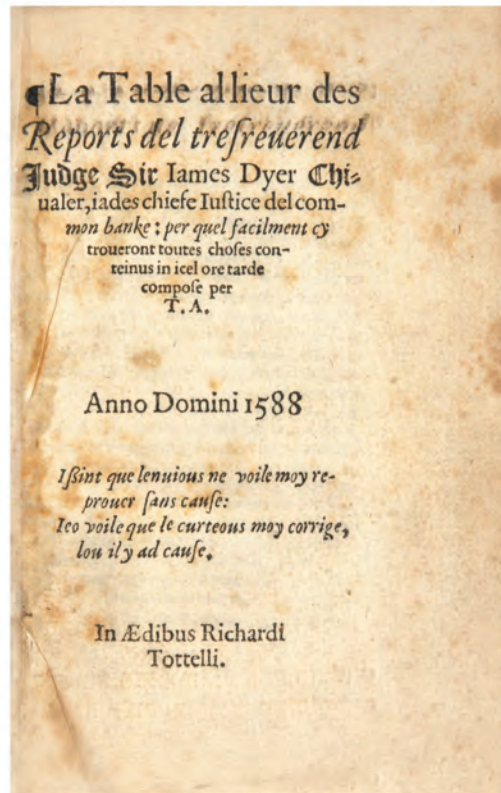 ¶La Table al lieur des
Reports del treſreuerend
Judge Sir Iames Dyer Chi⸗
ualer, iades chiefe Iuſtice del com-
mon banke : per quel facilment cy
troueront toutes choſes con-
teinus in icel ore tarde
compoſe per
T. A.
Anno Domini 1588
Iſsint que lenuious ne voile moy re-
prouer ſans cauſe:
Ieo voile que le curteous moy corrige,
lou il y ad cauſe.
In Ædibus Richardi
Tottelli.